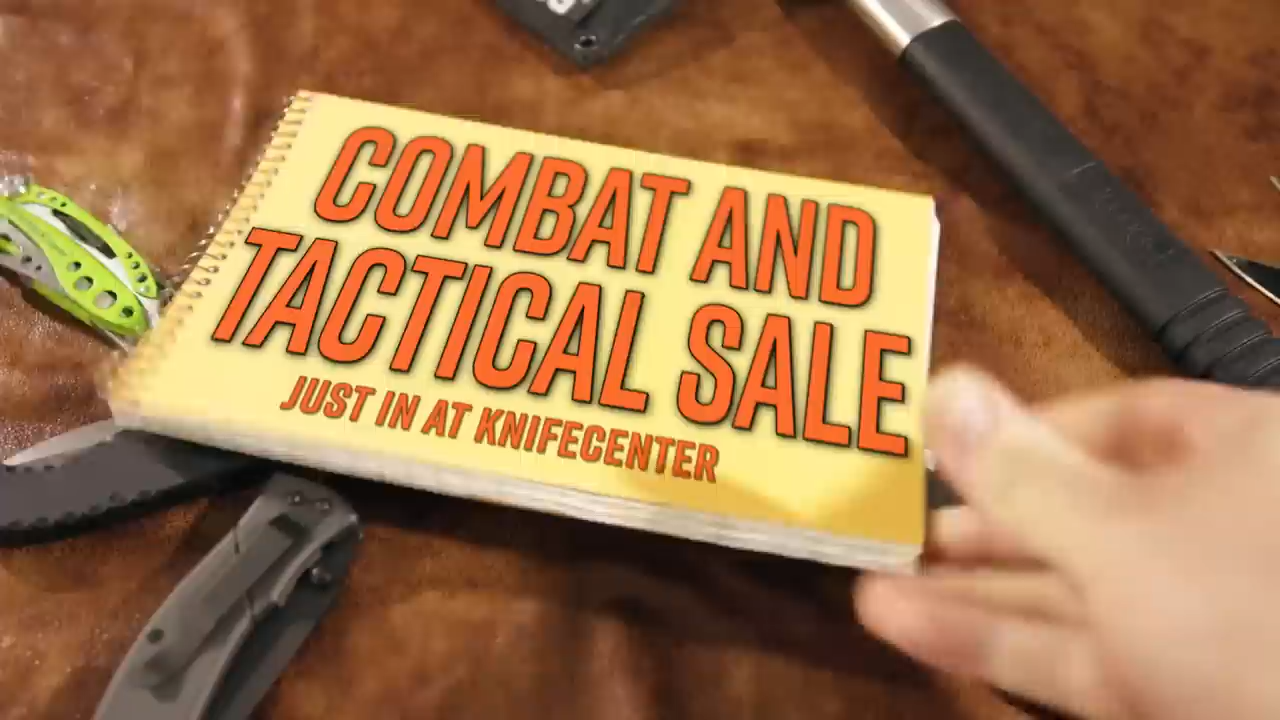 COMBAT AND
TACTICAL SALE
JUST IN AT KNIFECENTER